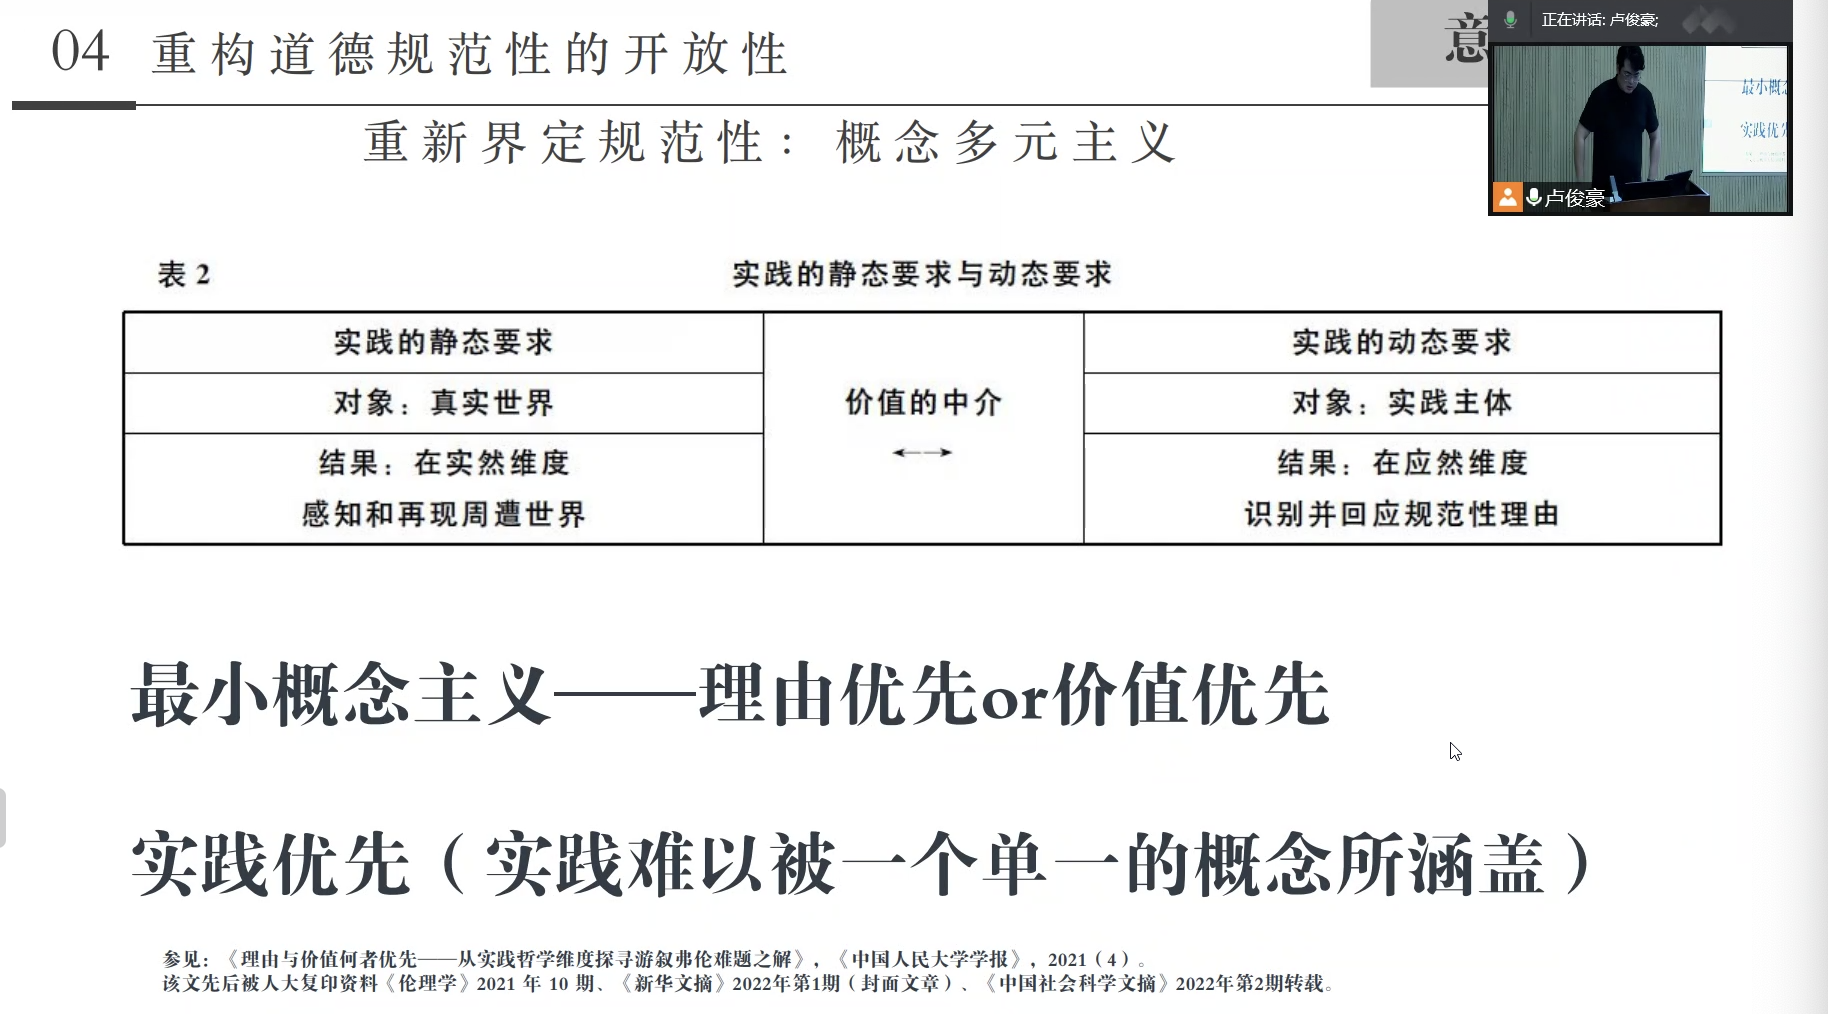 04 重构道德规范性的开放性
意
正在讲话: 卢俊豪;
最小概
实践优
卢俊豪
重新界定规范性：概念多元主义
表 2 实践的静态要求与动态要求
实践的静态要求
对象：真实世界
结果：在实然维度
感知和再现周遭世界
价值的中介
←→
实践的动态要求
对象：实践主体
结果：在应然维度
识别并回应规范性理由
最小概念主义——理由优先or价值优先
实践优先（实践难以被一个单一的概念所涵盖）
参见：《理由与价值何者优先——从实践哲学维度探寻游叙弗伦难题之解》，《中国人民大学学报》，2021（4）。
该文先后被人大复印资料《伦理学》2021 年 10 期、《新华文摘》2022年第1期（封面文章）、《中国社会科学文摘》2022年第2期转载。